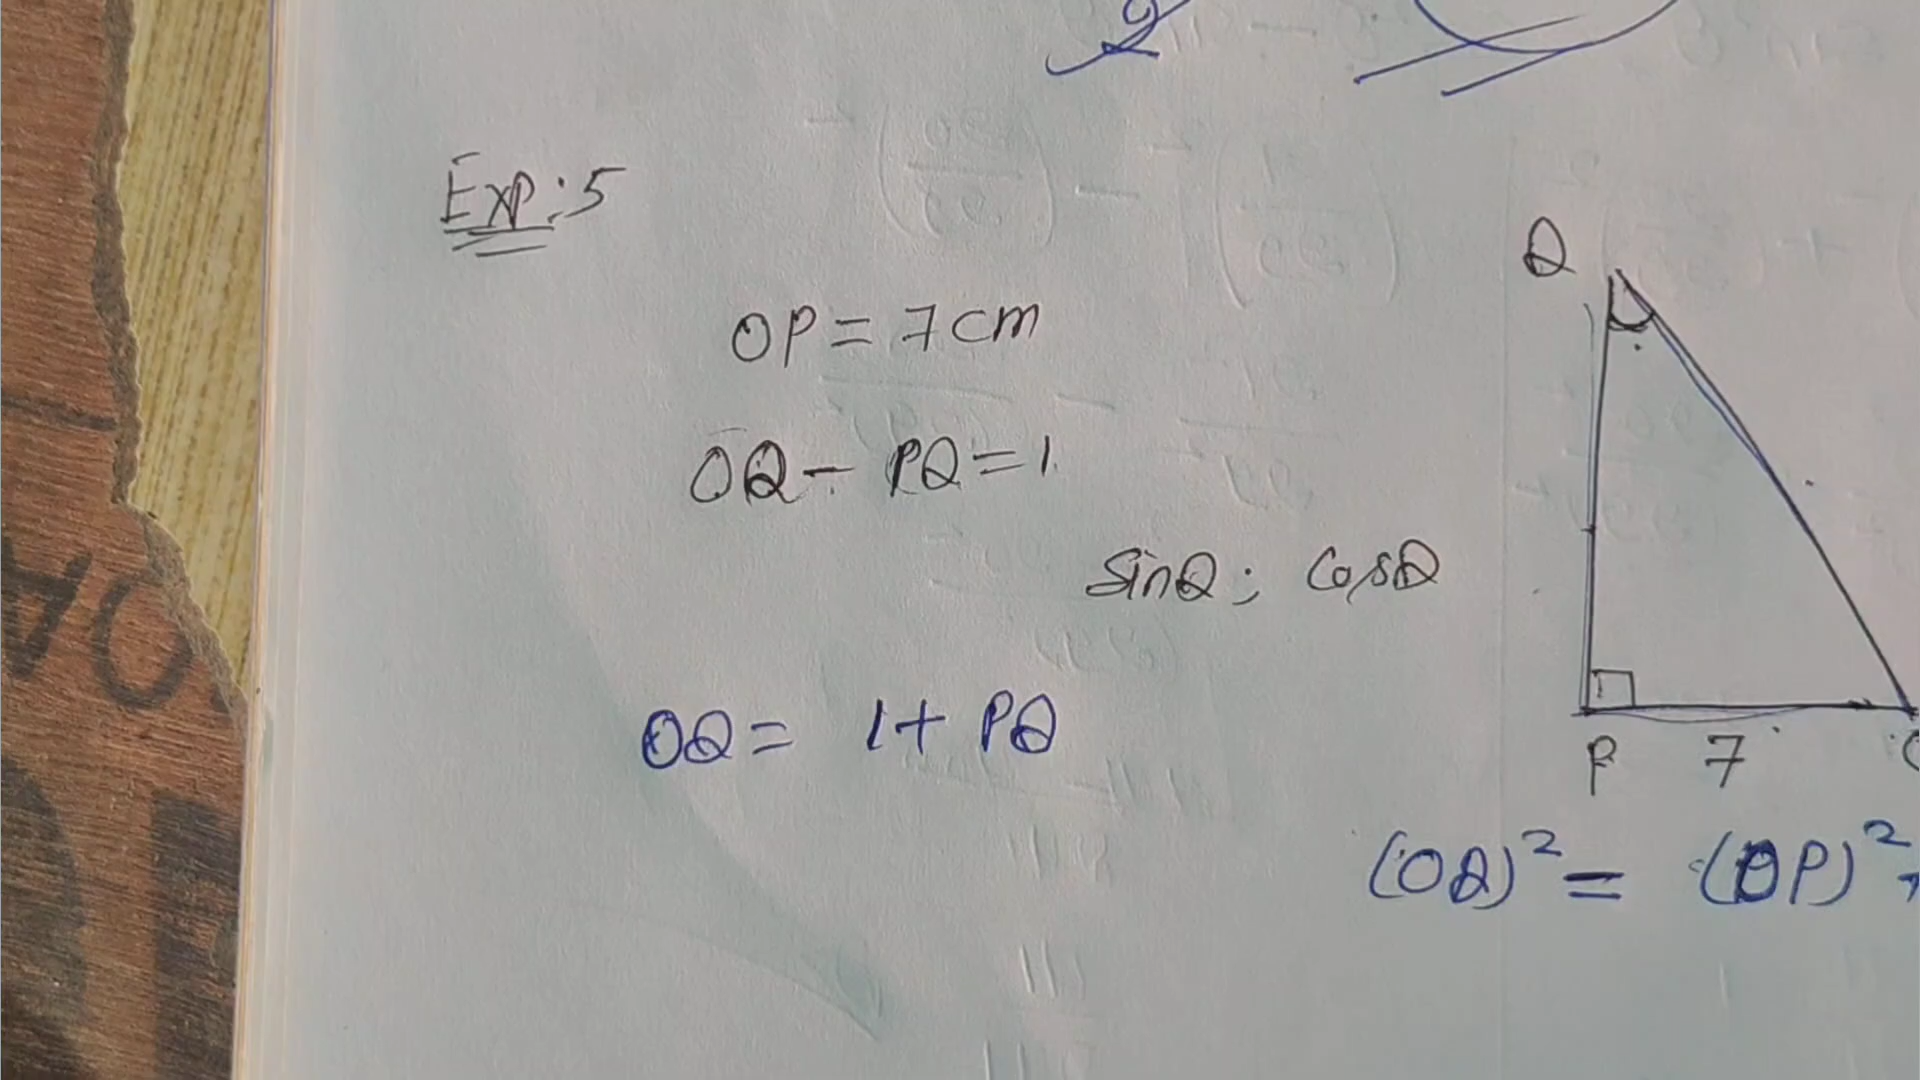 Exp:5
OP = 7cm
OQ - PQ = 1
Q
sinQ; cosQ
OQ = 1 + PQ
P 7
(OQ)² = (OP)² +